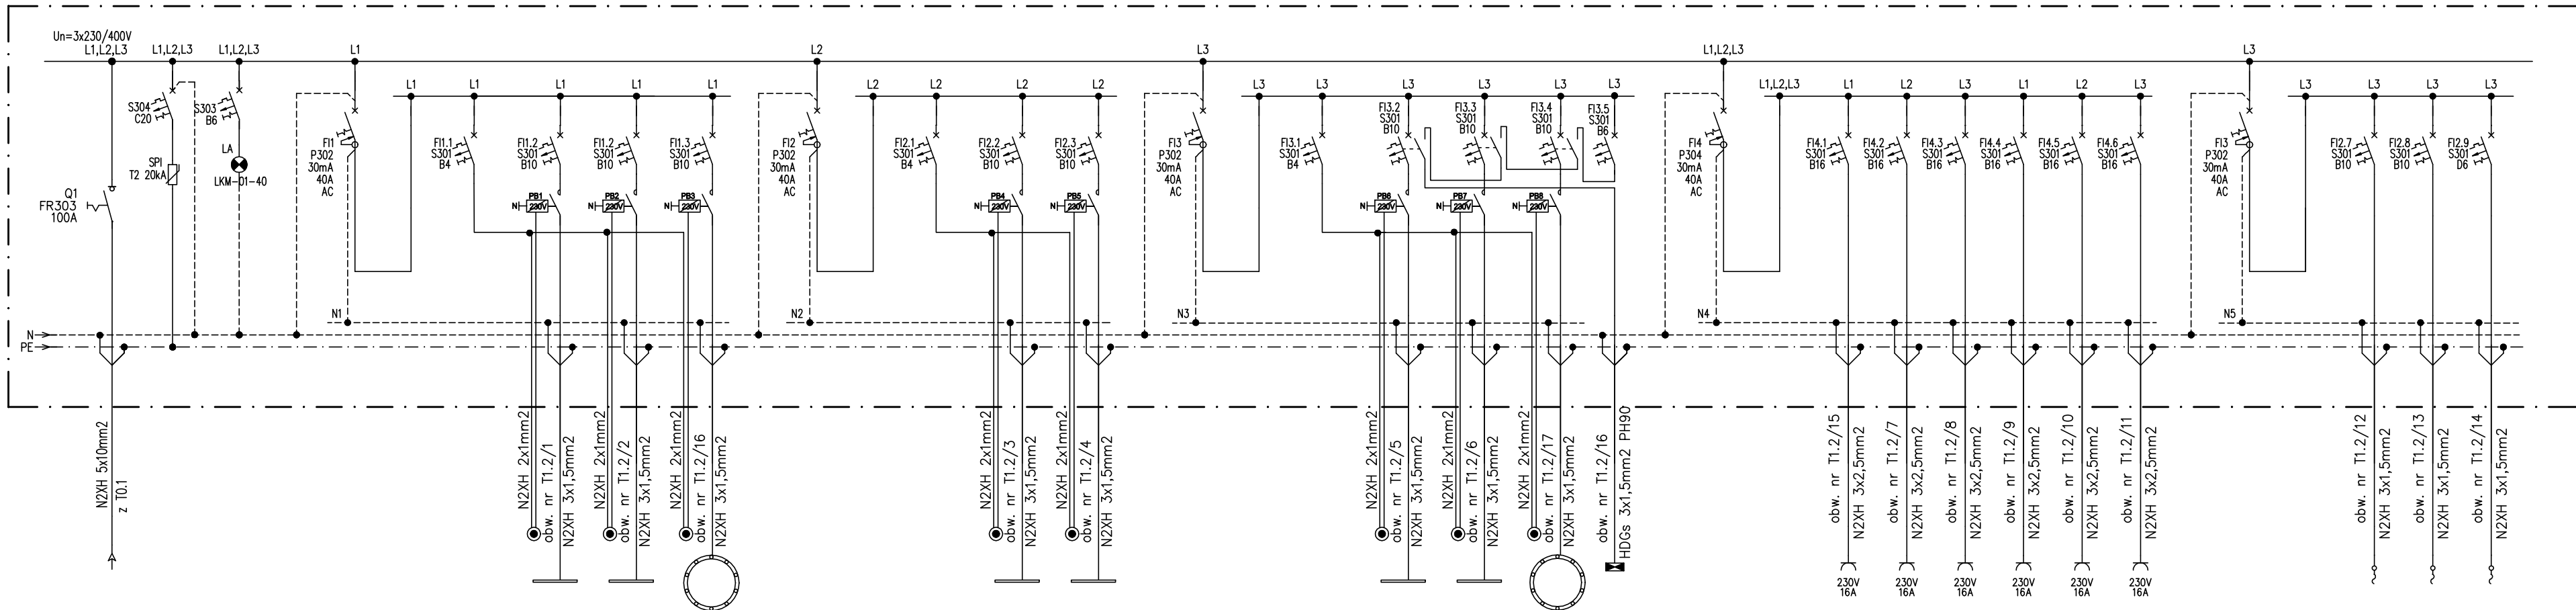 Un=3x230/400V
L1,L2,L3
L1,L2,L3
L1,L2,L3
L1
L2
L3
L1,L2,L3
L3
L1
L1
L1
L1
L1
L2
L2
L2
L2
L3
L3
L3
L3
L3
L3
L1,L2,L3
L1
L2
L3
L1
L2
L3
L3
L3
L3
L3
Q1
FR303
100A
S304
C20
SP1
T2 20kA
S303
B6
LA
LKM-01-40
FI1
P302
30mA
40A
AC
FI1.1
S301
B4
FI1.2
S301
B10
FI1.2
S301
B10
FI1.3
S301
B10
PB1
N
230V
PB2
N
230V
PB3
N
230V
FI2
P302
30mA
40A
AC
FI2.1
S301
B4
FI2.2
S301
B10
FI2.3
S301
B10
PB4
N
230V
PB5
N
230V
FI3
P302
30mA
40A
AC
FI3.1
S301
B4
FI3.2
S301
B10
FI3.3
S301
B10
FI3.4
S301
B10
FI3.5
S301
B6
PB6
N
230V
PB7
N
230V
PB8
N
230V
FI4
P304
30mA
40A
AC
FI4.1
S301
B16
FI4.2
S301
B16
FI4.3
S301
B16
FI4.4
S301
B16
FI4.5
S301
B16
FI4.6
S301
B16
FI3
P302
30mA
40A
AC
FI2.7
S301
B10
FI2.8
S301
B10
FI2.9
S301
D6
N1
N2
N3
N4
N5
N
PE
N2XH 5x10mm2
z T0.1
N2XH 2x1mm2
obw. nr T1.2/1
N2XH 3x1,5mm2
N2XH 2x1mm2
obw. nr T1.2/2
N2XH 3x1,5mm2
N2XH 2x1mm2
obw. nr T1.2/16
N2XH 3x1,5mm2
N2XH 2x1mm2
obw. nr T1.2/3
N2XH 3x1,5mm2
N2XH 2x1mm2
obw. nr T1.2/4
N2XH 3x1,5mm2
N2XH 2x1mm2
obw. nr T1.2/5
N2XH 3x1,5mm2
N2XH 2x1mm2
obw. nr T1.2/6
N2XH 3x1,5mm2
N2XH 2x1mm2
obw. nr T1.2/17
N2XH 3x1,5mm2
obw. nr T1.2/16
HDGs 3x1,5mm2 PH90
obw. nr T1.2/15
N2XH 3x2,5mm2
obw. nr T1.2/7
N2XH 3x2,5mm2
obw. nr T1.2/8
N2XH 3x2,5mm2
obw. nr T1.2/9
N2XH 3x2,5mm2
obw. nr T1.2/10
N2XH 3x2,5mm2
obw. nr T1.2/11
N2XH 3x2,5mm2
obw. nr T1.2/12
N2XH 3x1,5mm2
obw. nr T1.2/13
N2XH 3x1,5mm2
obw. nr T1.2/14
N2XH 3x1,5mm2
230V
16A
230V
16A
230V
16A
230V
16A
230V
16A
230V
16A